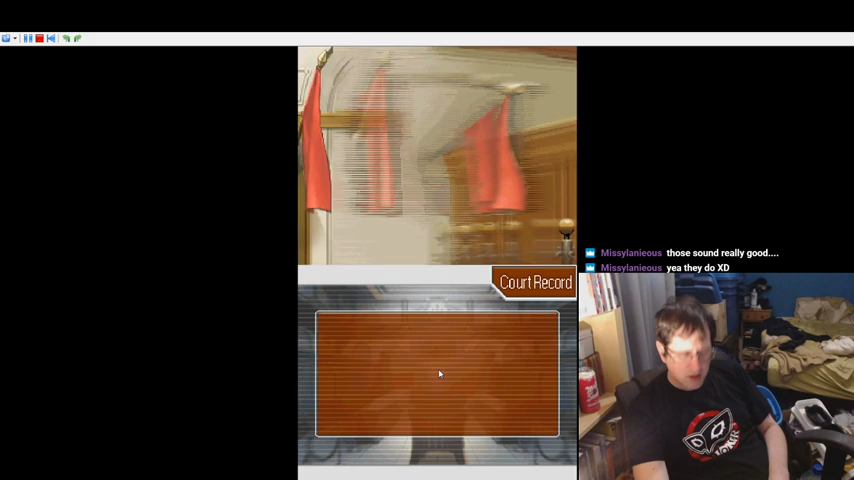 Court Record
Missylanieous those sound really good....
Missylanieous yea they do XD